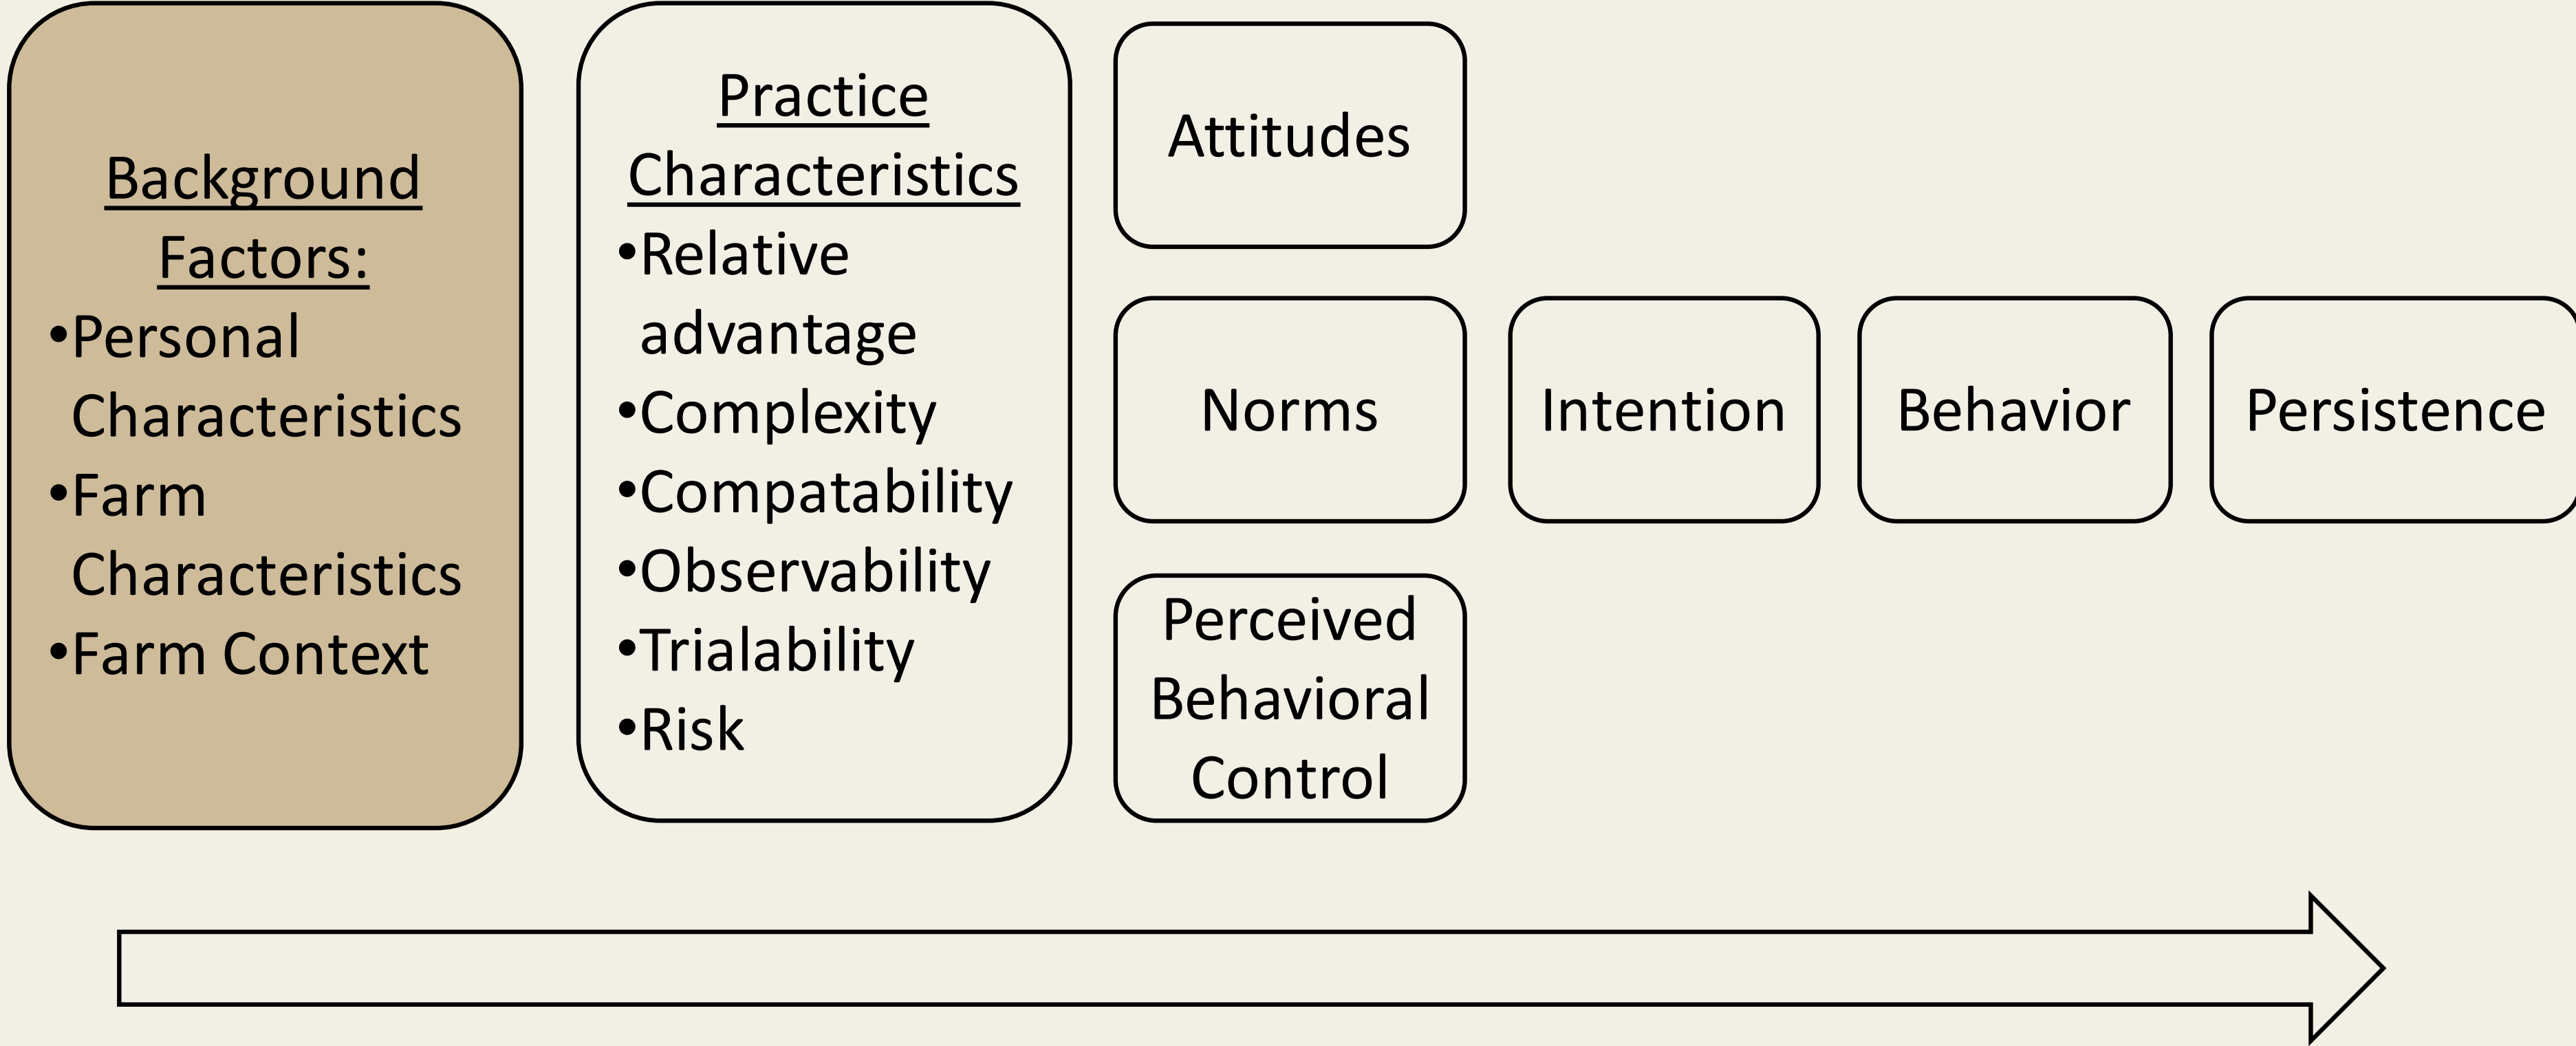 Background
Factors:
•Personal
Characteristics
•Farm
Characteristics
•Farm Context
Practice
Characteristics
•Relative
advantage
•Complexity
•Compatability
•Observability
•Trialability
•Risk
Attitudes
Norms
Perceived
Behavioral
Control
Intention
Behavior
Persistence